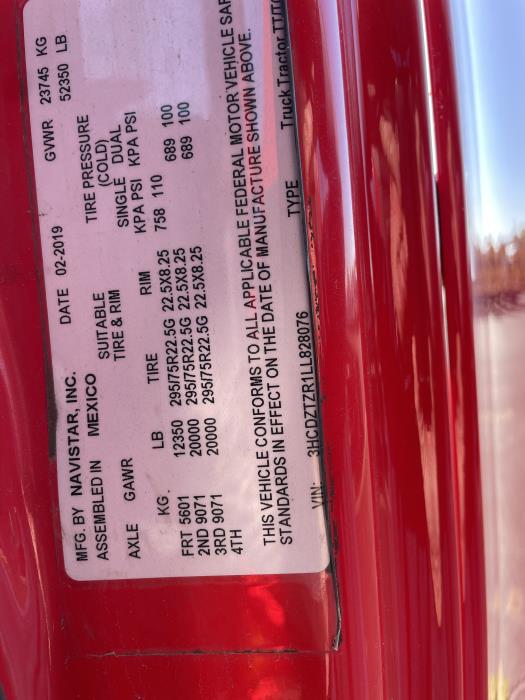 MFG. BY NAVISTAR, INC. DATE 02-2019 GVWR 23745 KG
ASSEMBLED IN MEXICO 52350 LB
SUITABLE TIRE PRESSURE
AXLE GAWR TIRE & RIM (COLD)
SINGLE DUAL
KG. LB TIRE RIM KPA PSI KPA PSI
FRT 5601 12350 295/75R22.5G 22.5X8.25 758 110
2ND 9071 20000 295/75R22.5G 22.5X8.25 689 100
3RD 9071 20000 295/75R22.5G 22.5X8.25 689 100
4TH
THIS VEHICLE CONFORMS TO ALL APPLICABLE FEDERAL MOTOR VEHICLE SAF
STANDARDS IN EFFECT ON THE DATE OF MANUFACTURE SHOWN ABOVE.
VIN: 3HCDZTZR1LL828076 TYPE Truck Tractor